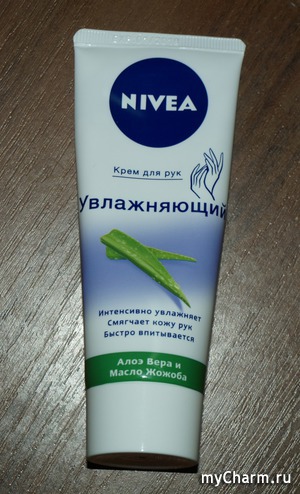 NIVEA
Крем для рук
увлажняющий
Интенсивно увлажняет
Смягчает кожу рук
Быстро впитывается
Алоэ Вера и
Масло Жожоба
myCharm.ru